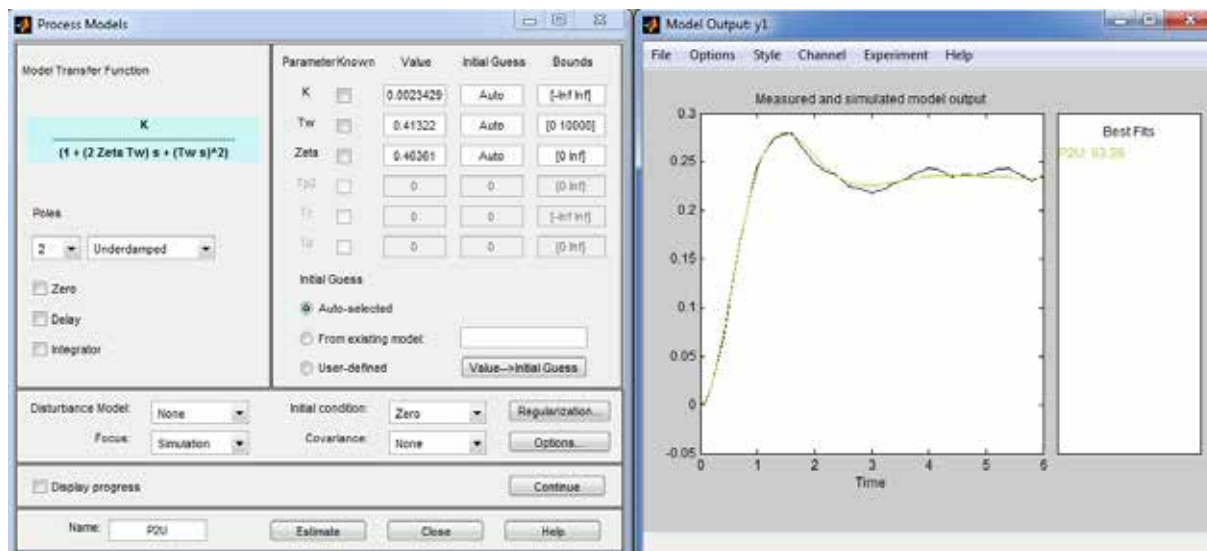 Process Models
Model Transfer Function
K
(1 + (2 Zeta Tw) s + (Tw s)^2)
Poles
2 Underdamped
Zero
Delay
Integrator
Parameter Known Value Initial Guess Bounds
K 0.0023429 Auto [-Inf Inf]
Tw 0.41322 Auto [0 10000]
Zeta 0.46361 Auto [0 Inf]
Tp3 0 0 [0 Inf]
Tz 0 0 [-Inf Inf]
Td 0 0 [0 Inf]
Initial Guess
Auto-selected
From existing model:
User-defined
Value-->Initial Guess
Disturbance Model: None Initial condition: Zero Regularization...
Focus: Simulation Covariance: None Options...
Display progress Continue
Name: P2U Estimate Close Help
Model Output: y1
File Options Style Channel Experiment Help
Measured and simulated model output
0.3
0.25
0.2
0.15
0.1
0.05
0
-0.05
0 1 2 3 4 5 6
Time
Best Fits
P2U: 93.26